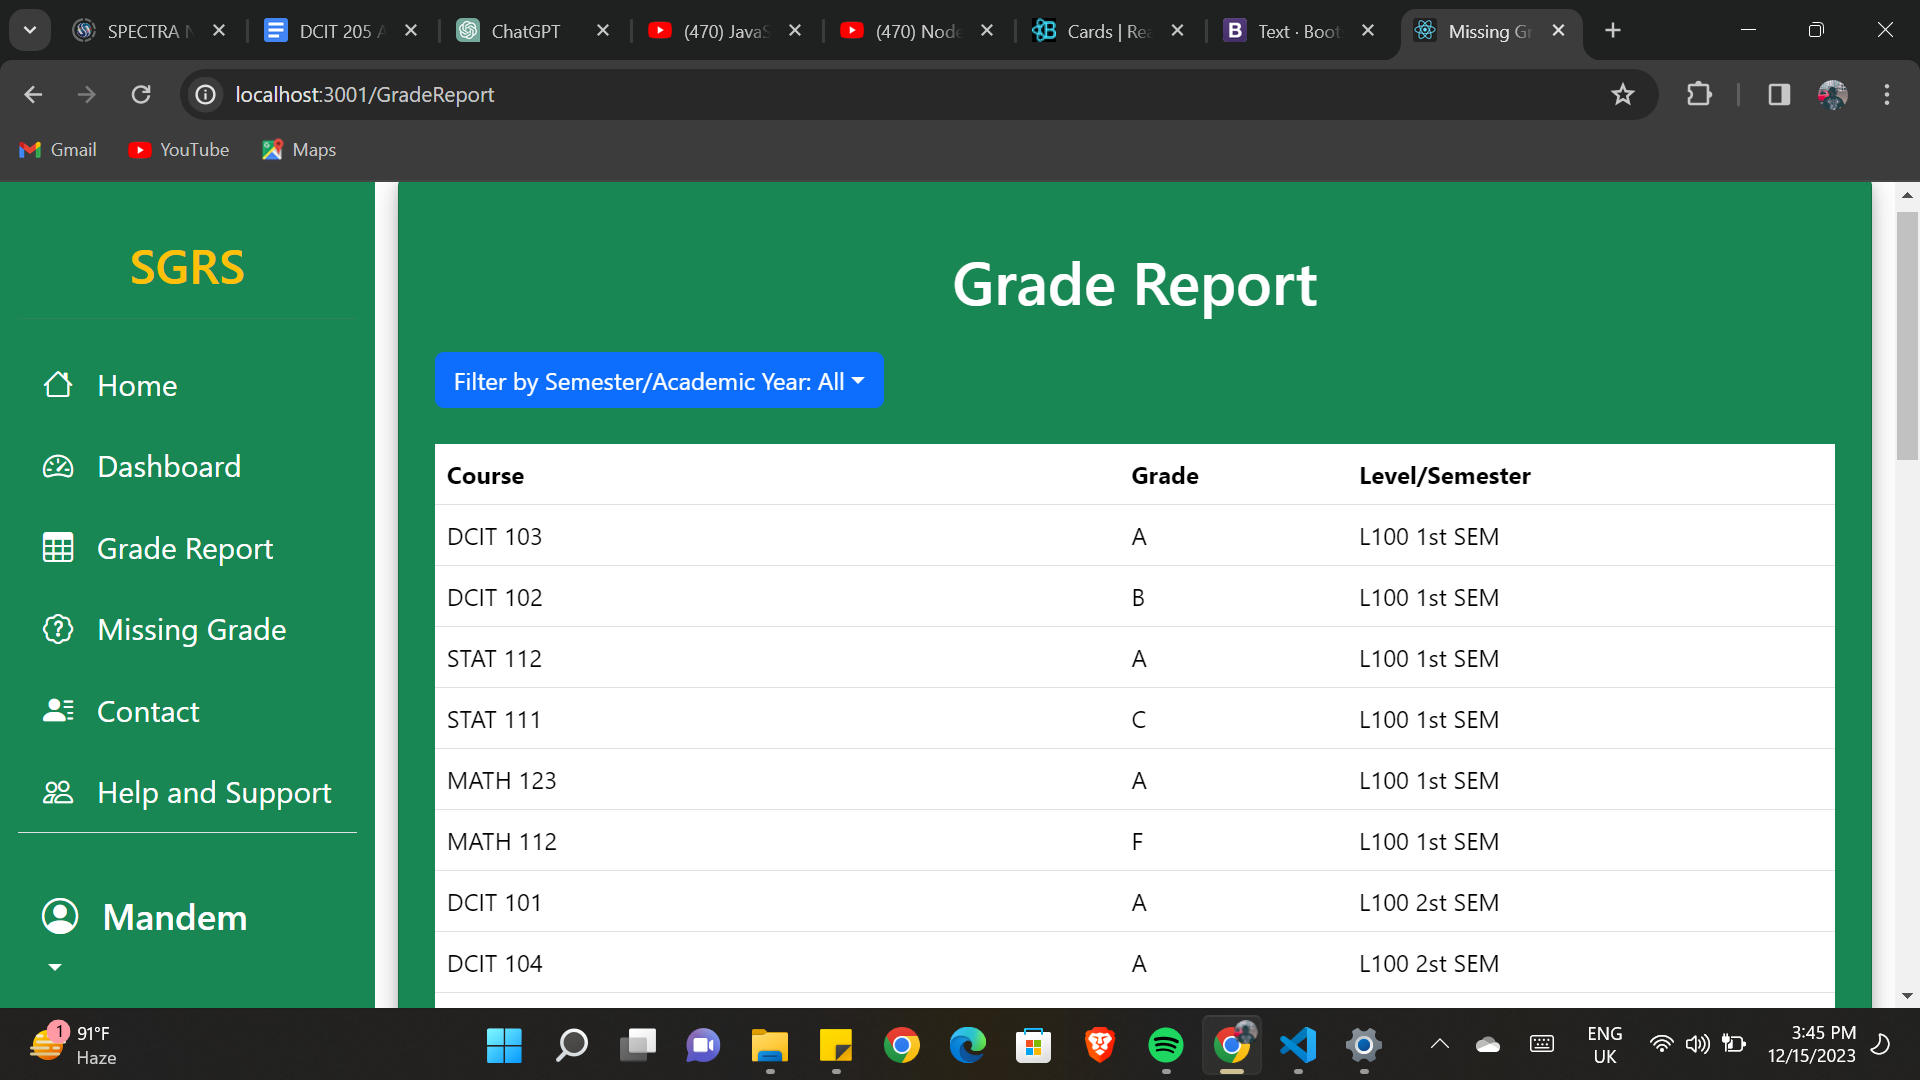 SPECTRA N
DCIT 205 A
ChatGPT
(470) JavaS
(470) Node
Cards | Rea
Text · Boot
Missing Gr
localhost:3001/GradeReport
Gmail
YouTube
Maps
SGRS
Home
Dashboard
Grade Report
Missing Grade
Contact
Help and Support
Mandem
Grade Report
Filter by Semester/Academic Year: All
Course Grade Level/Semester
DCIT 103 A L100 1st SEM
DCIT 102 B L100 1st SEM
STAT 112 A L100 1st SEM
STAT 111 C L100 1st SEM
MATH 123 A L100 1st SEM
MATH 112 F L100 1st SEM
DCIT 101 A L100 2st SEM
DCIT 104 A L100 2st SEM
1
91°F
Haze
ENG
UK
3:45 PM
12/15/2023